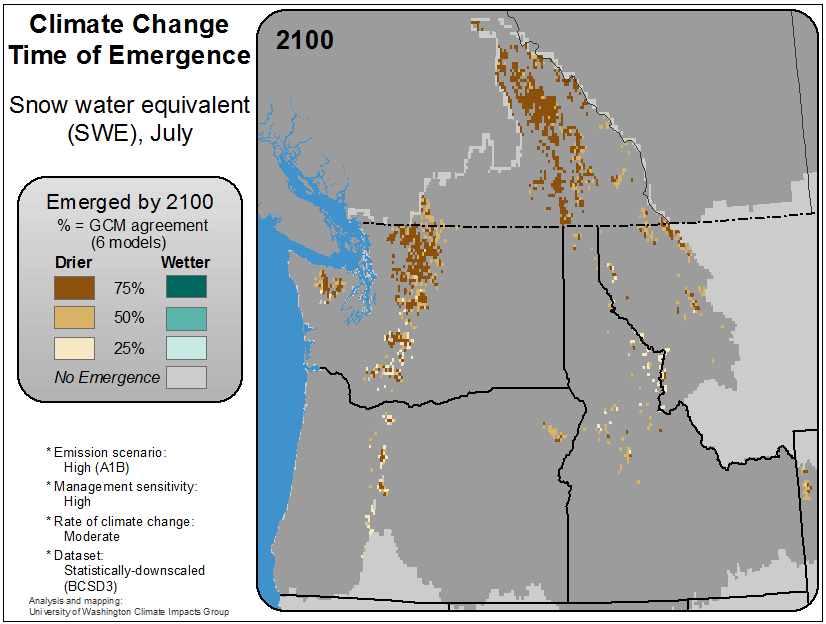 Climate Change
Time of Emergence
Snow water equivalent
(SWE), July
2100
Emerged by 2100
% = GCM agreement
(6 models)
Drier Wetter
75%
50%
25%
No Emergence
* Emission scenario:
High (A1B)
* Management sensitivity:
High
* Rate of climate change:
Moderate
* Dataset:
Statistically-downscaled
(BCSD3)
Analysis and mapping:
University of Washington Climate Impacts Group